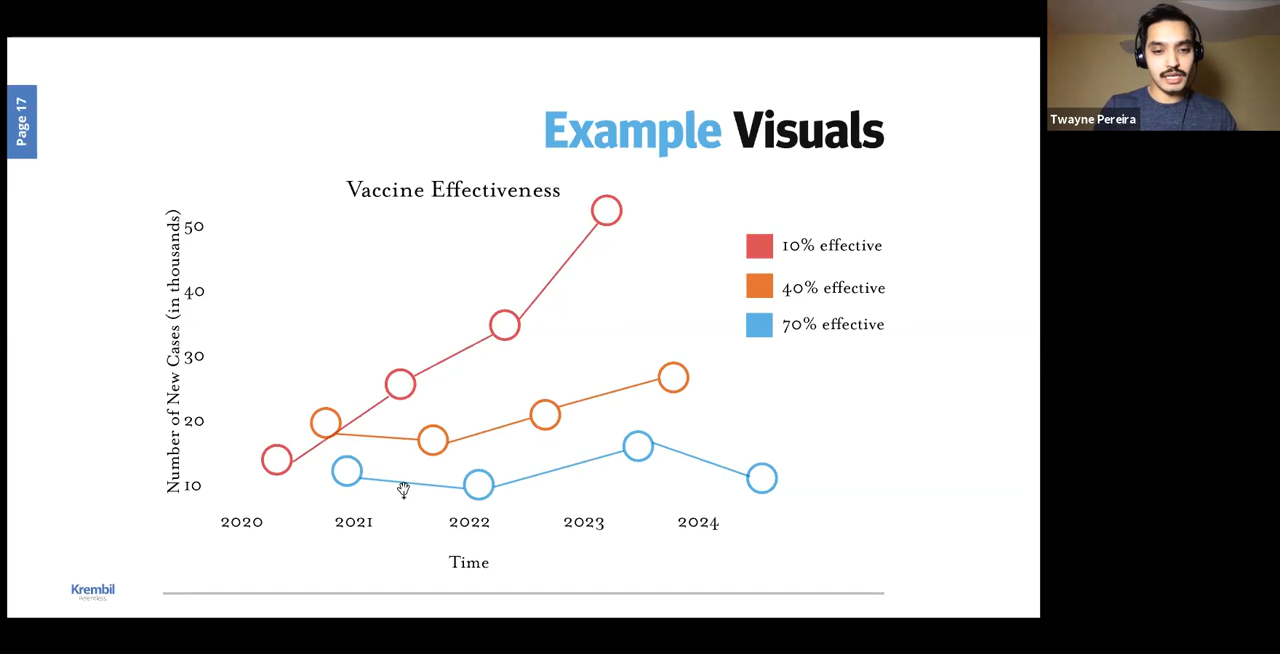 Page 17
Example Visuals
Vaccine Effectiveness
Number of New Cases (in thousands)
50
40
30
20
10
2020 2021 2022 2023 2024
Time
10% effective
40% effective
70% effective
Krembil
Relentless.
Twayne Pereira